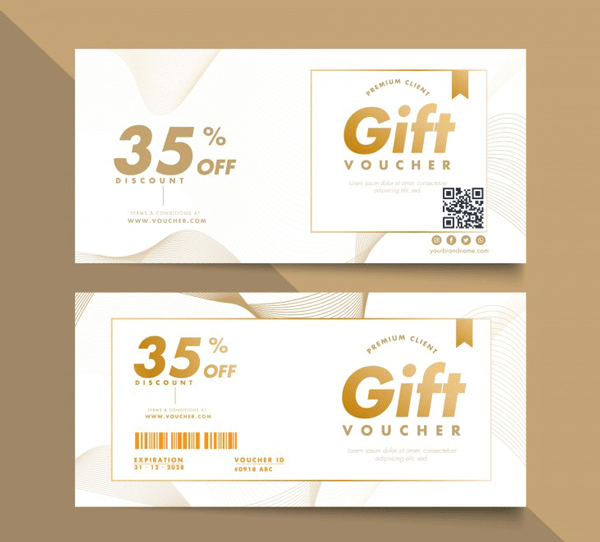 35%
OFF
DISCOUNT
TERMS & CONDITIONS AT
WWW.VOUCHER.COM
PREMIUM CLIENT
Gift
VOUCHER
lorem ipsum dolor sit amet, consectetur
adipiscing elit, sed.
yourbrandname.com
35%
OFF
DISCOUNT
TERMS & CONDITIONS AT
WWW.VOUCHER.COM
EXPIRATION
31 - 12 - 2028
VOUCHER ID
#0918 ABC
PREMIUM CLIENT
Gift
VOUCHER
lorem ipsum dolor sit amet, consectetur
adipiscing elit, sed.